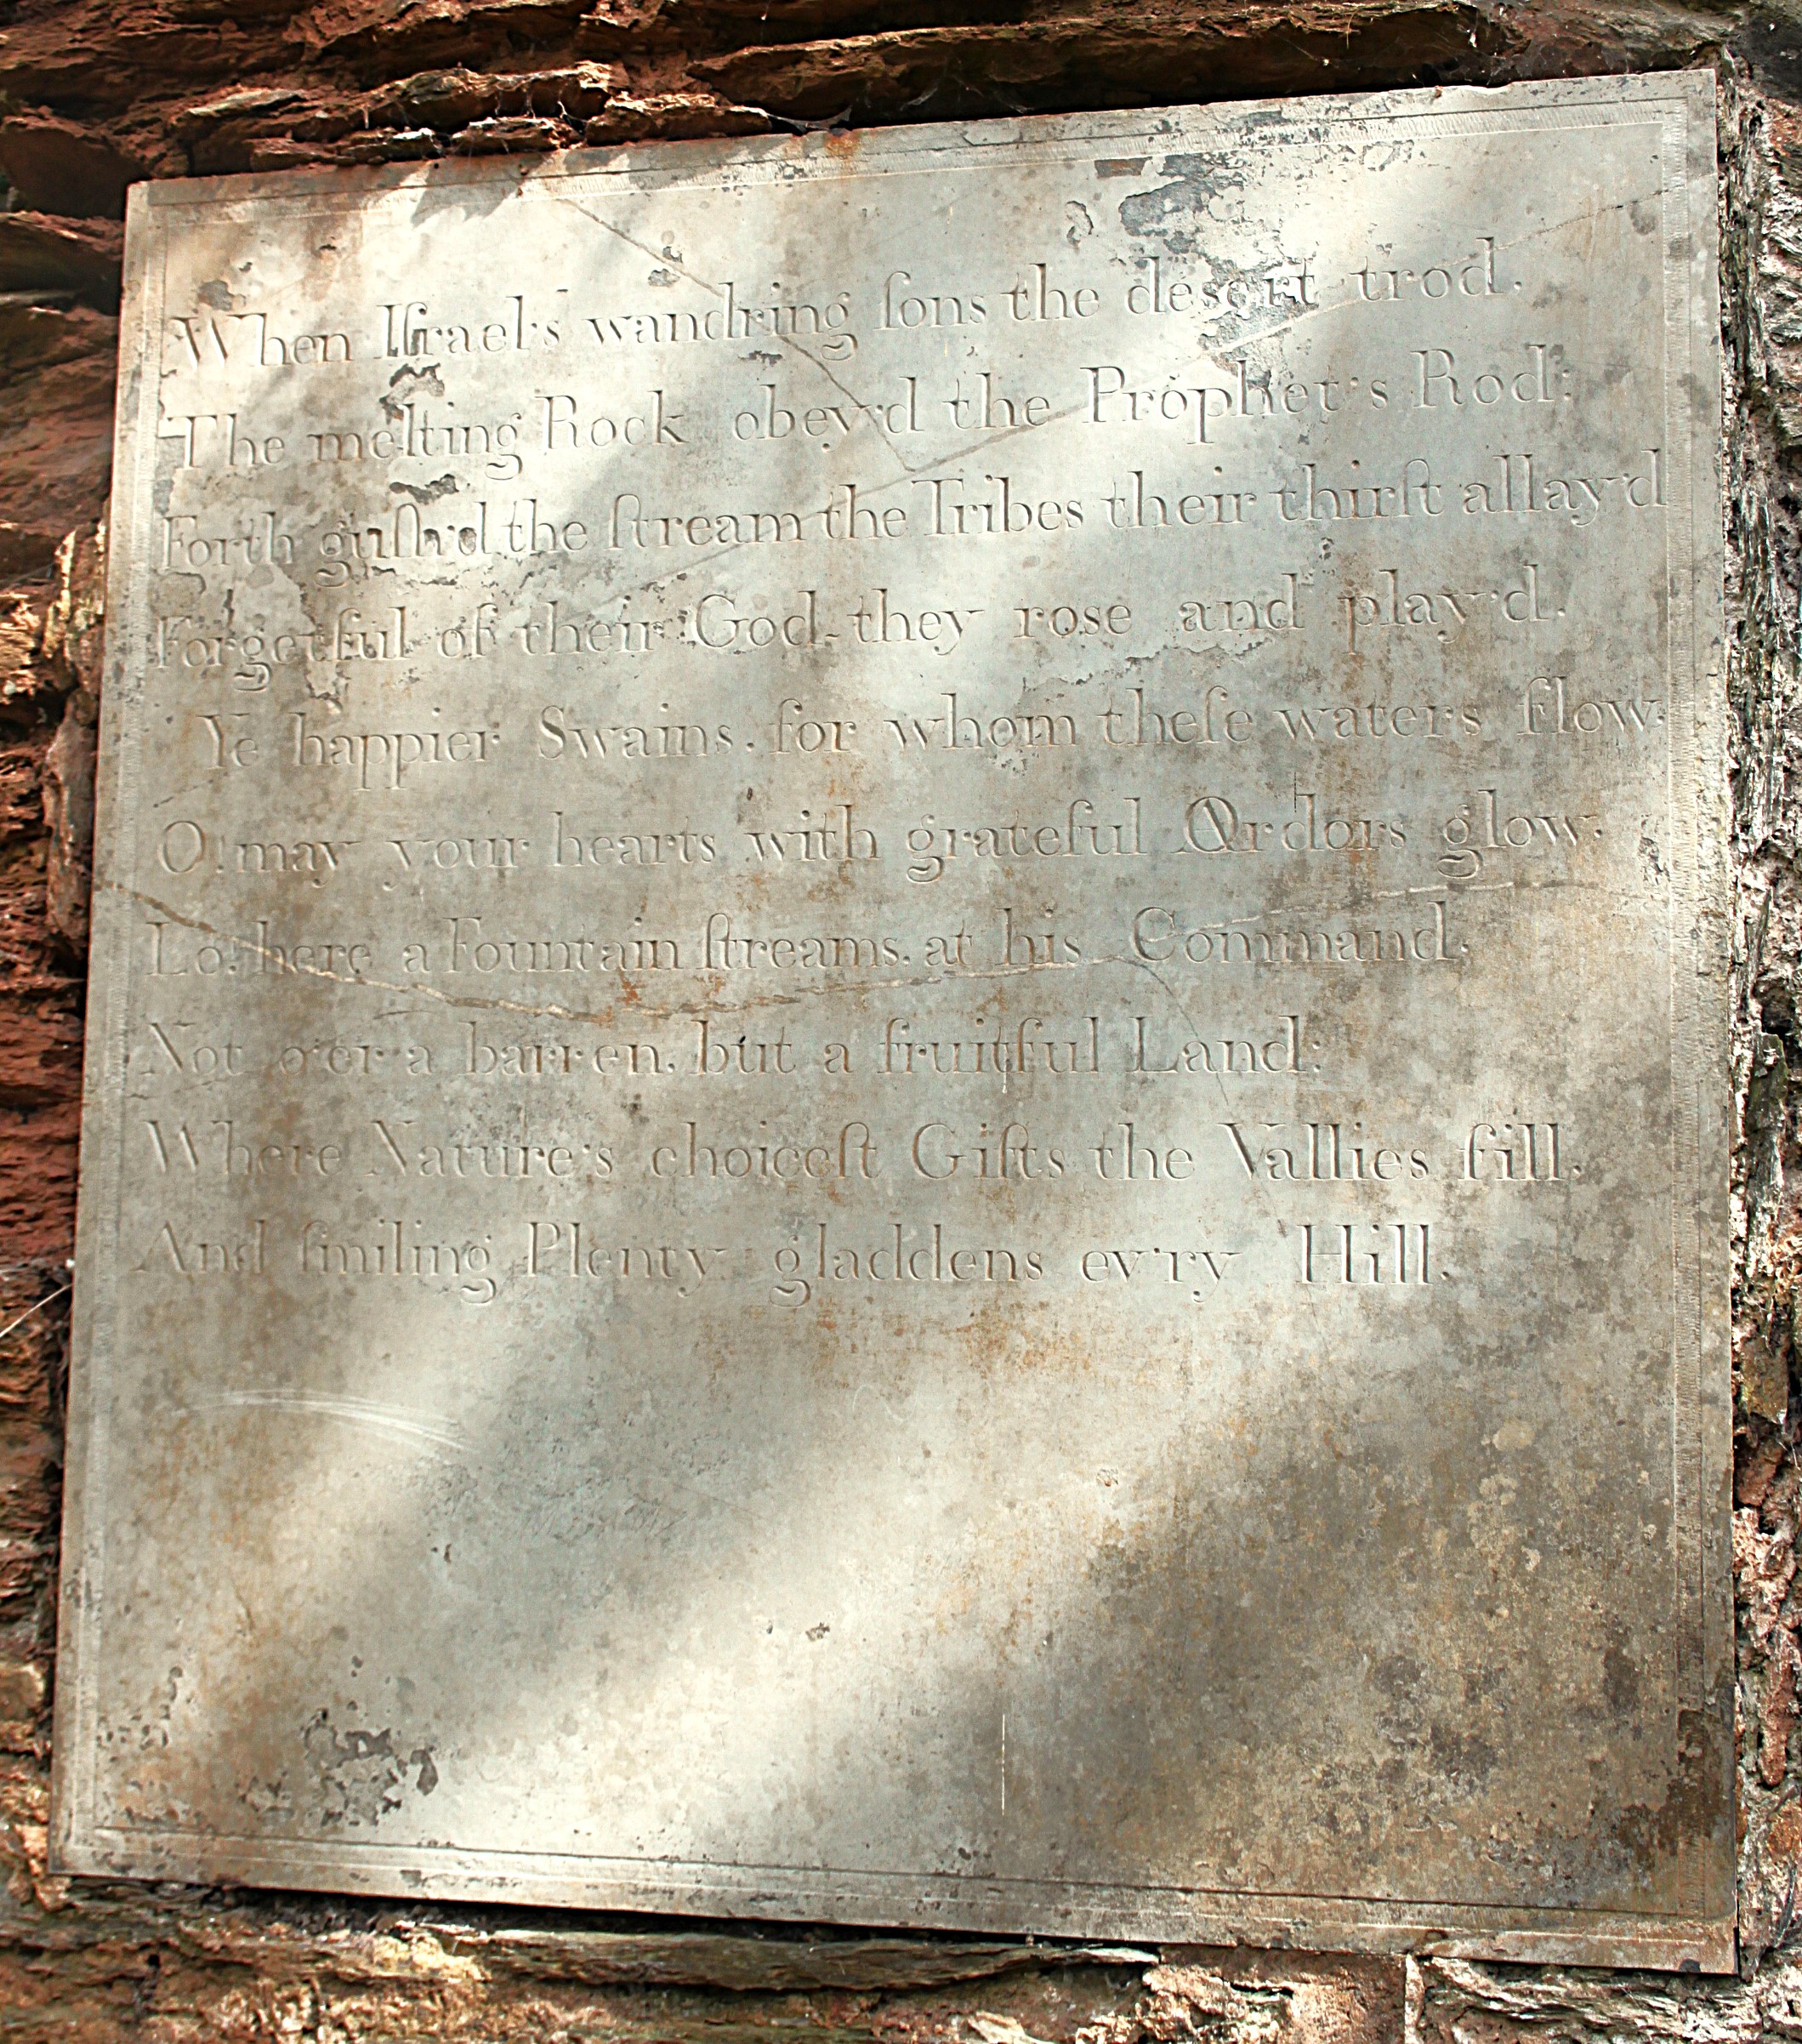 When Iſrael's wandring ſons the desert trod,
The melting Rock obey'd the Prophet's Rod;
Forth guſh'd the ſtream the Tribes their thirſt allay'd
Forgetful of their God they rose and play'd.
Ye happier Swains, for whom theſe waters flow,
O! may your hearts with grateful Ardors glow.
Lo! here a Fountain ſtreams, at his Command,
Not o'er a barren, but a fruitful Land;
Where Nature's choiceſt Gifts the Vallies fill,
And ſmiling Plenty gladdens ev'ry Hill.